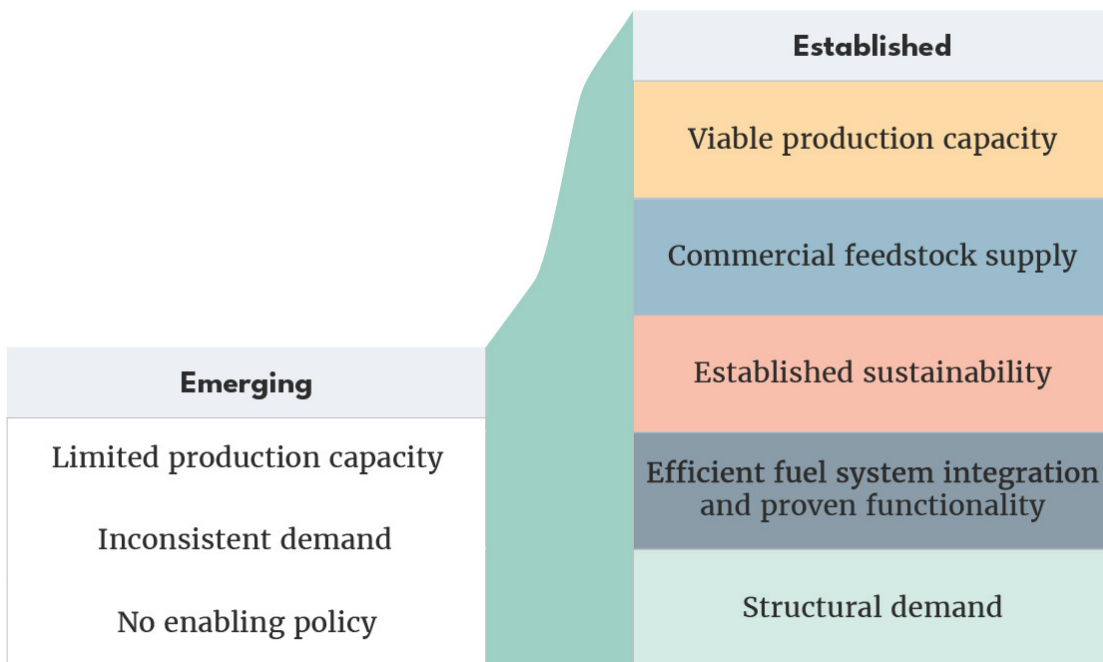 Emerging
Limited production capacity
Inconsistent demand
No enabling policy
Established
Viable production capacity
Commercial feedstock supply
Established sustainability
Efficient fuel system integration
and proven functionality
Structural demand